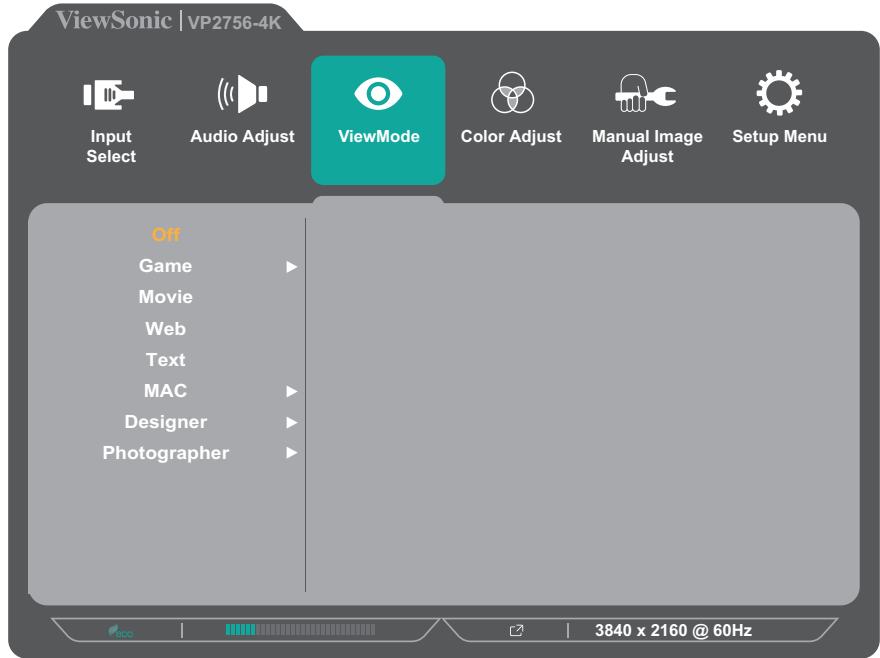 ViewSonic | VP2756-4K
Input Select
Audio Adjust
ViewMode
Color Adjust
Manual Image Adjust
Setup Menu
Off
Game
Movie
Web
Text
MAC
Designer
Photographer
eco
3840 x 2160 @ 60Hz